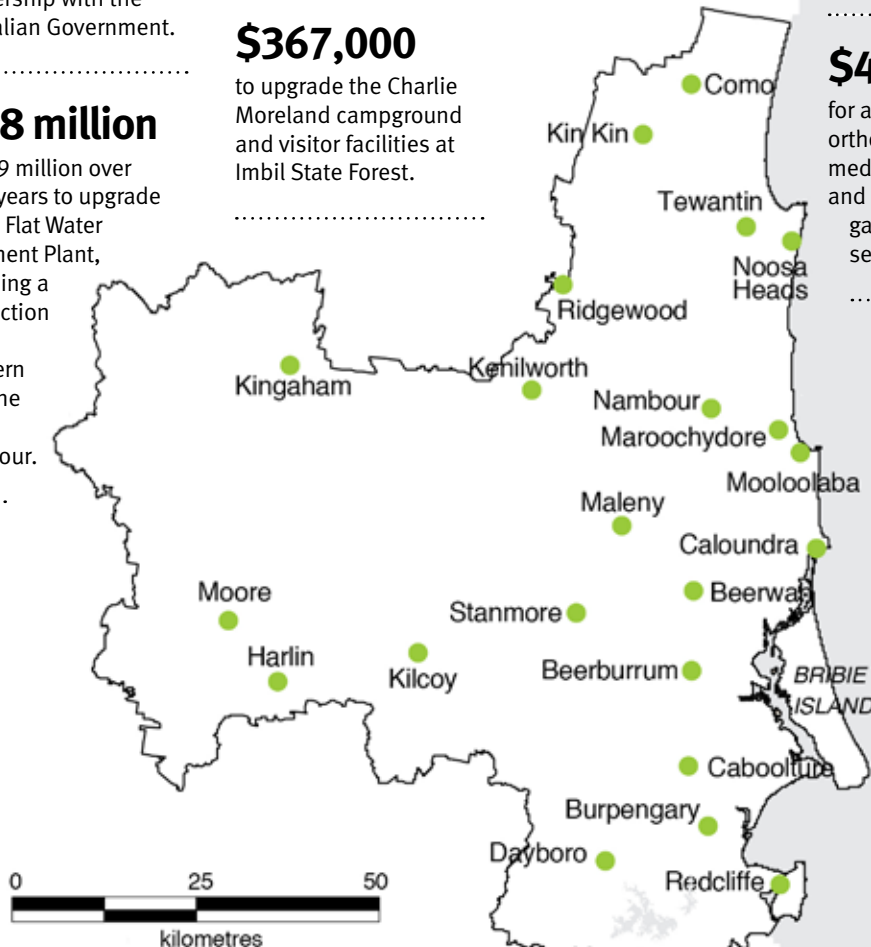 ership with the
alian Government.
8 million
9 million over
years to upgrade
Flat Water
ment Plant,
ing a
ction
ern
ne
our.
$367,000
to upgrade the Charlie
Moreland campground
and visitor facilities at
Imbil State Forest.
$4
for a
ortho
med
and
ga
se
Como
Kin Kin
Tewantin
Noosa
Heads
Ridgewood
Kingaham
Kenilworth
Nambour
Maroochydore
Mooloolaba
Maleny
Caloundra
Moore
Stanmore
Beerwah
Harlin
Kilcoy
Beerburrum
BRIBIE
ISLAND
Caboolture
Burpengary
Dayboro
Redcliffe
0 25 50
kilometres